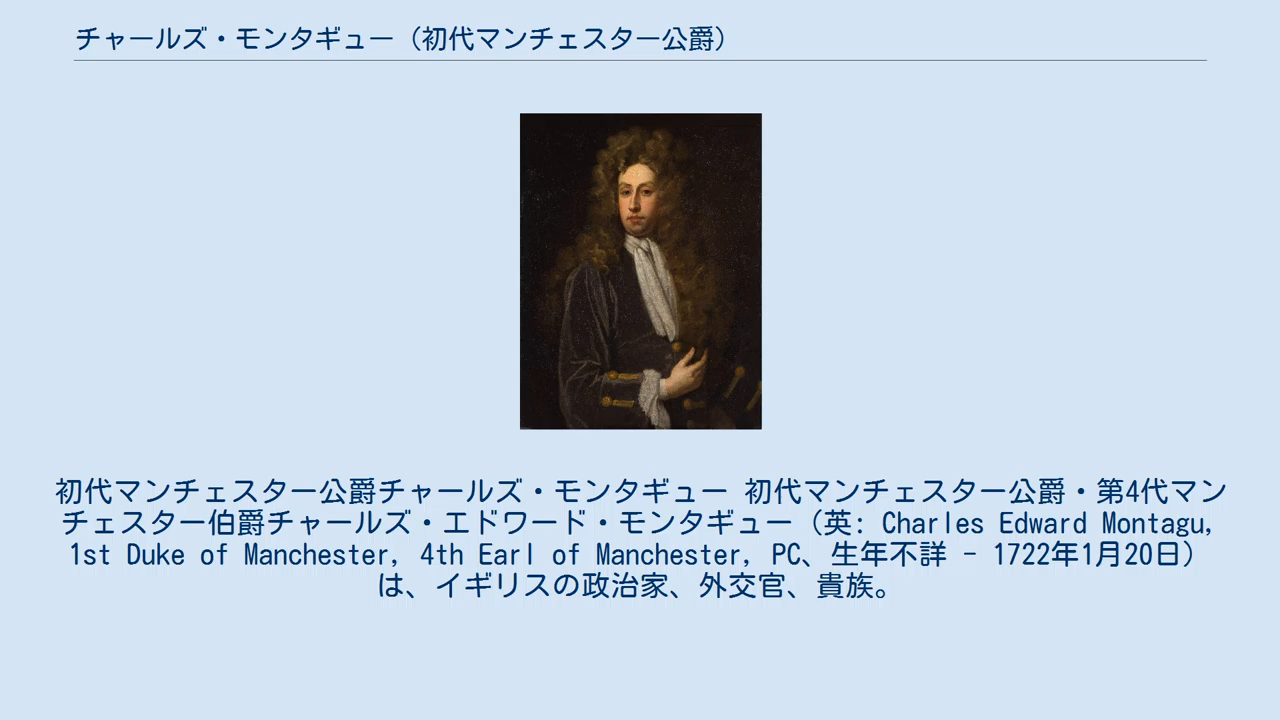 チャールズ・モンタギュー（初代マンチェスター公爵）
初代マンチェスター公爵チャールズ・モンタギュー 初代マンチェスター公爵・第4代マン
チェスター伯爵チャールズ・エドワード・モンタギュー（英: Charles Edward Montagu,
1st Duke of Manchester, 4th Earl of Manchester, PC、生年不詳 – 1722年1月20日）
は、イギリスの政治家、外交官、貴族。